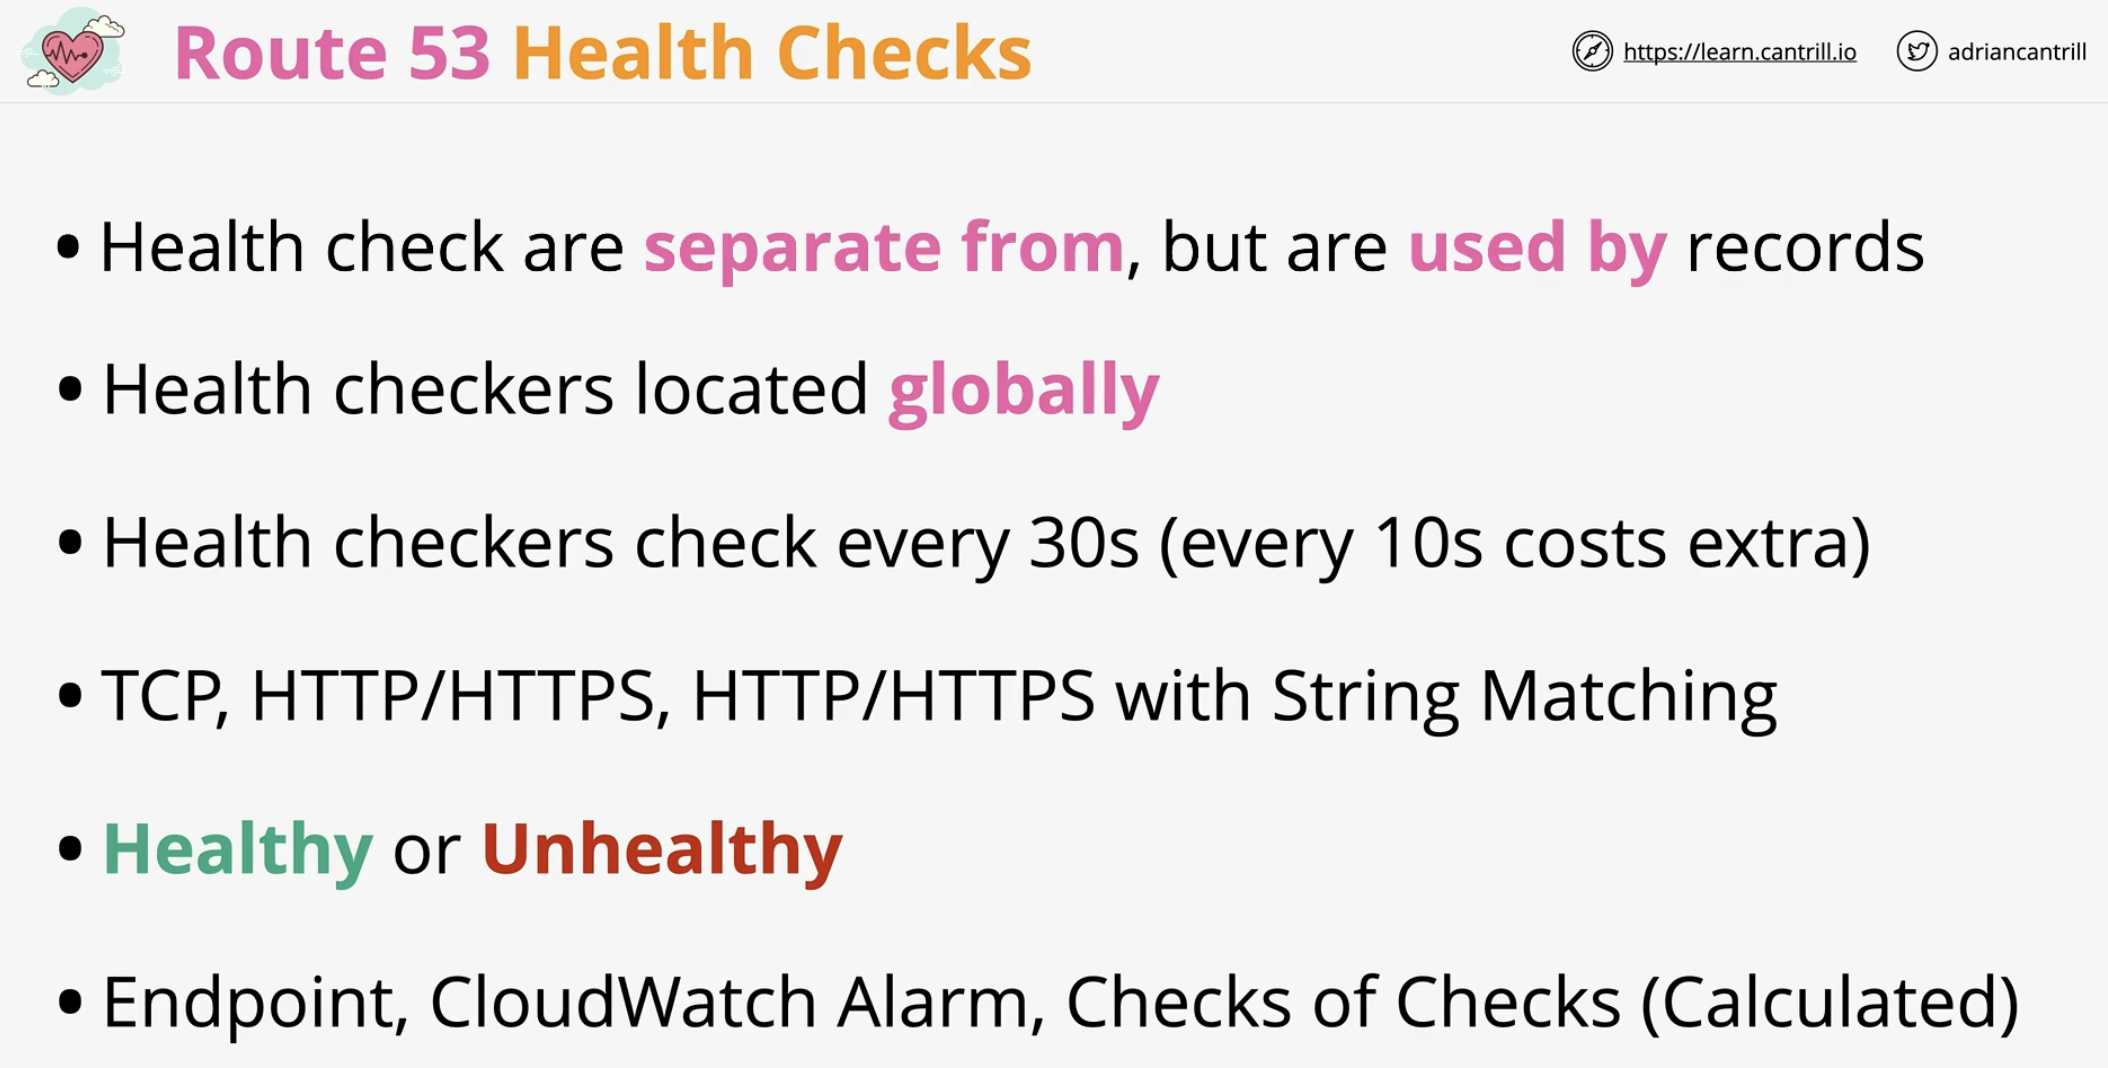 Route 53 Health Checks
https://learn.cantrill.io
adriancantrill
• Health check are separate from, but are used by records
• Health checkers located globally
• Health checkers check every 30s (every 10s costs extra)
• TCP, HTTP/HTTPS, HTTP/HTTPS with String Matching
• Healthy or Unhealthy
• Endpoint, CloudWatch Alarm, Checks of Checks (Calculated)